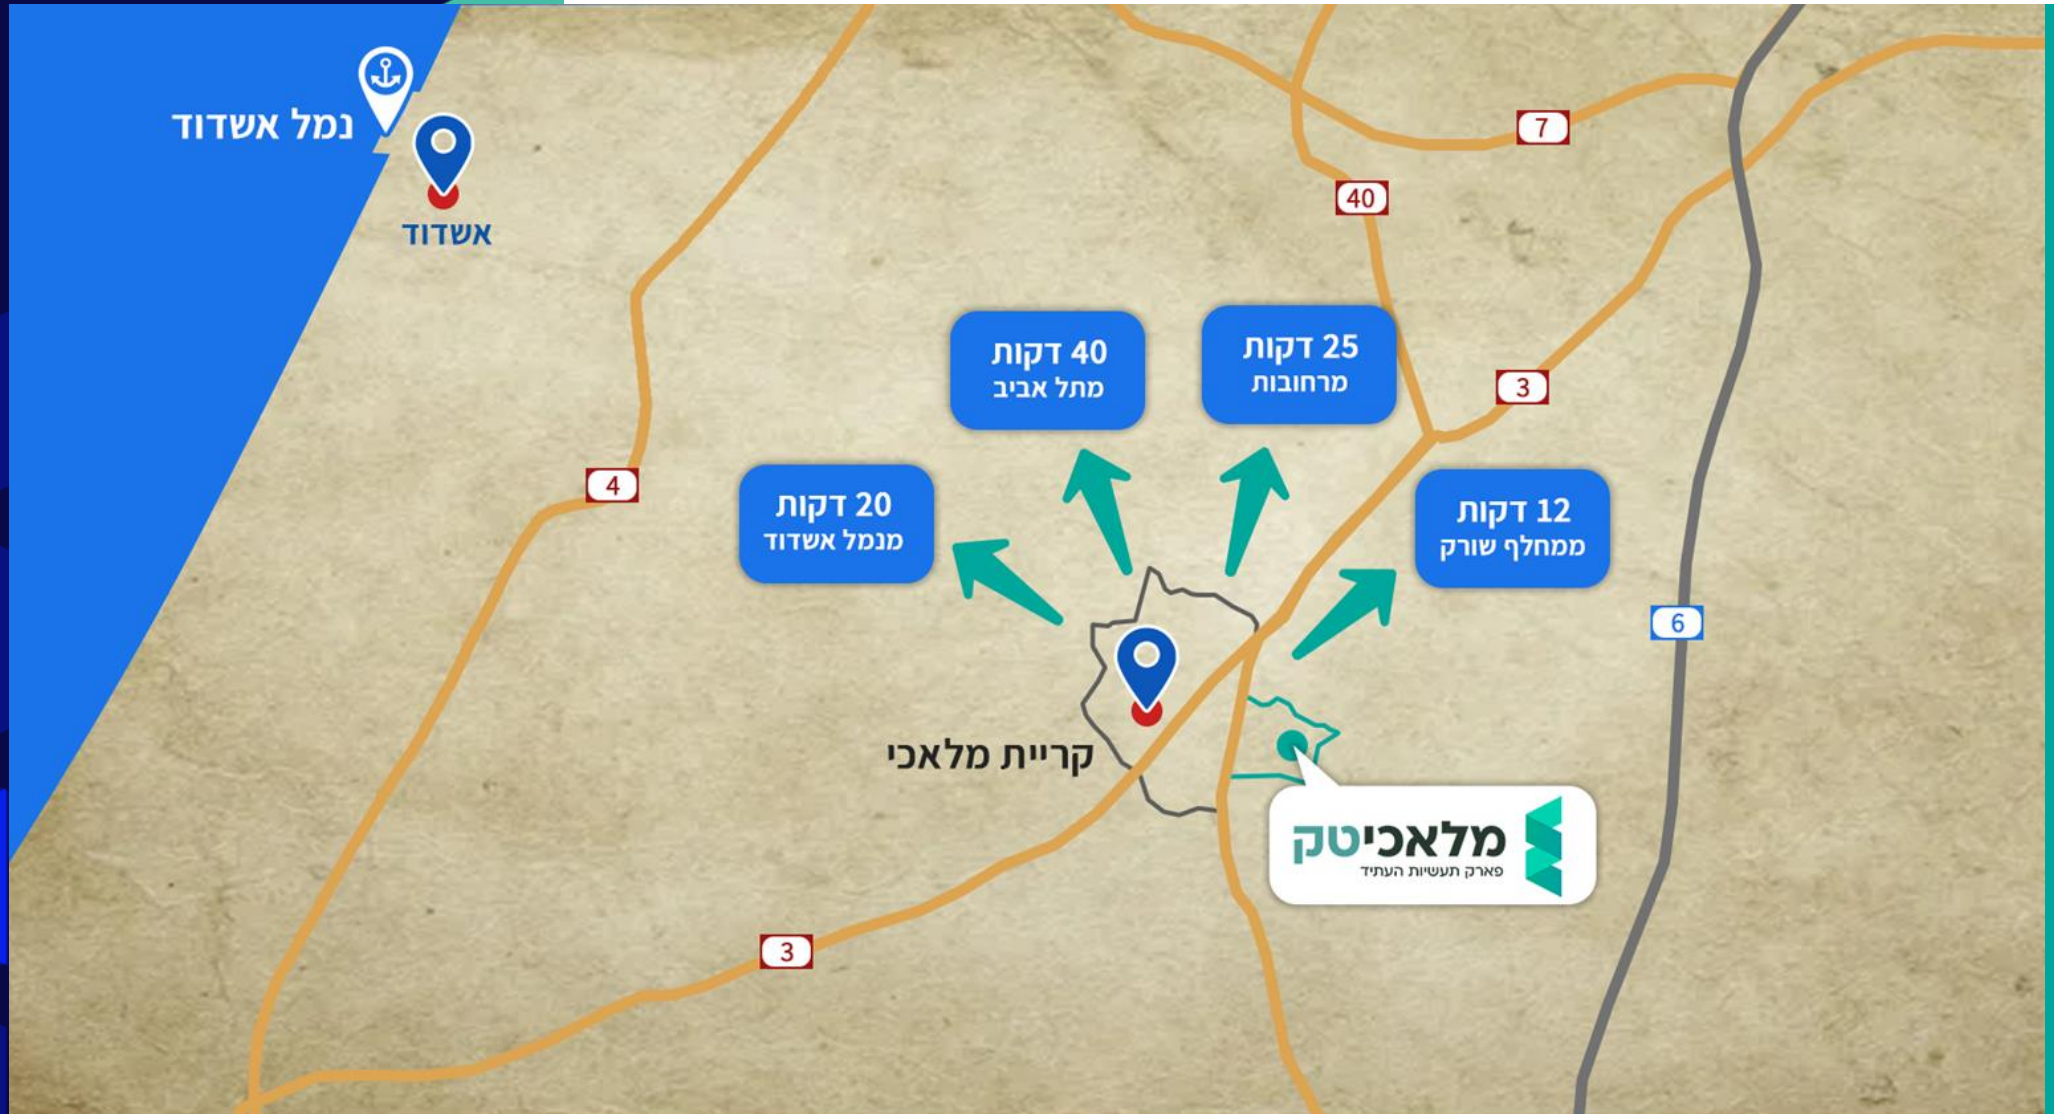 נמל אשדוד
אשדוד
7
40
25 דקות
מרחובות
40 דקות
מתל אביב
3
20 דקות
מנמל אשדוד
12 דקות
ממחלף שורק
4
6
קריית מלאכי
מלאכיטק
פארק תעשיות העתיד
3